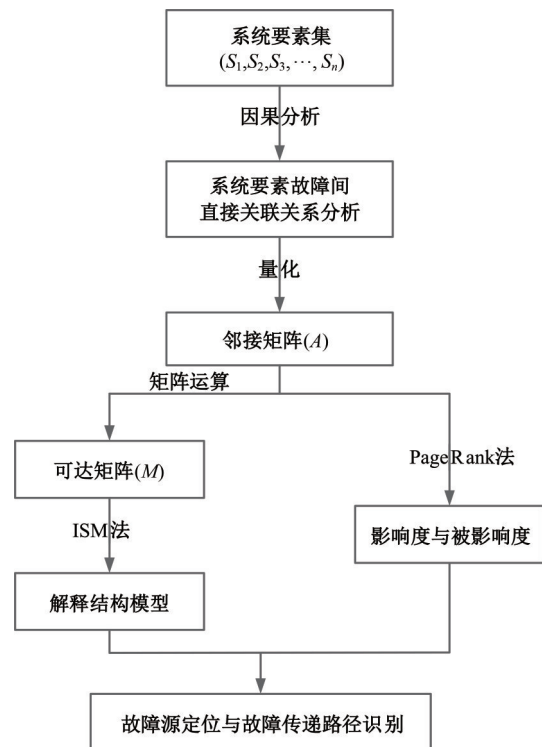 系统要素集
(S₁,S₂,S₃,⋯, Sₙ)
因果分析
系统要素故障间
直接关联关系分析
量化
邻接矩阵(A)
矩阵运算
可达矩阵(M)
PageRank法
ISM法
影响度与被影响度
解释结构模型
故障源定位与故障传递路径识别